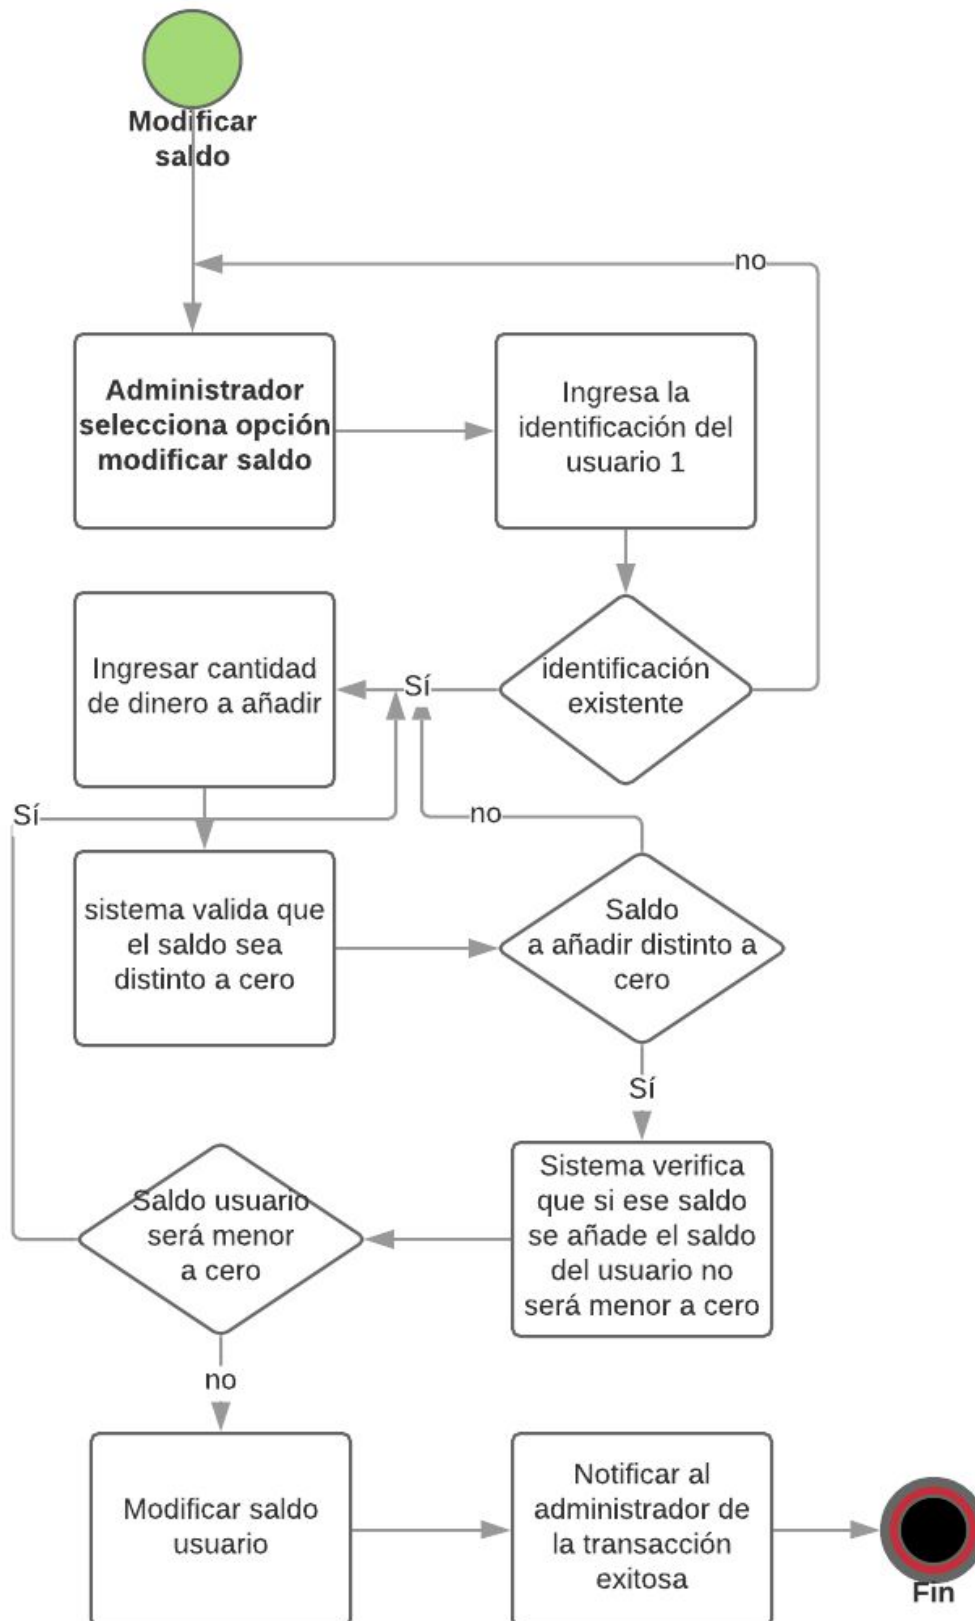 Modificar
saldo
no
Administrador
selecciona opción
modificar saldo
Ingresa la
identificación del
usuario 1
identificación
existente
Sí
Ingresar cantidad
de dinero a añadir
Sí
no
sistema valida que
el saldo sea
distinto a cero
Saldo
a añadir distinto a
cero
Sí
Sistema verifica
que si ese saldo
se añade el saldo
del usuario no
será menor a cero
Saldo usuario
será menor
a cero
no
Modificar saldo
usuario
Notificar al
administrador de
la transacción
exitosa
Fin